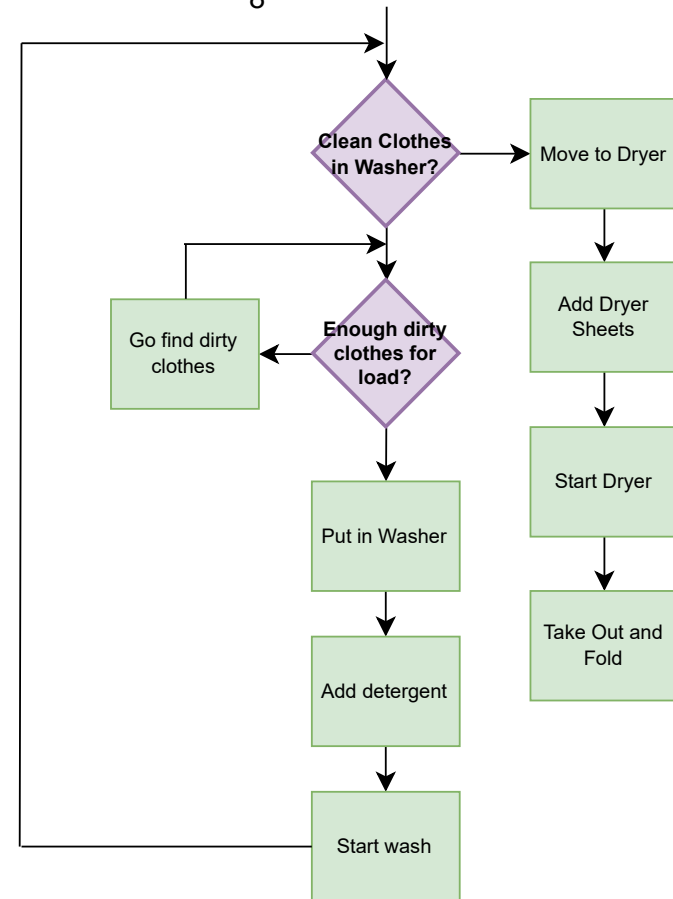 Clean Clothes
in Washer?
Move to Dryer
Add Dryer
Sheets
Go find dirty
clothes
Enough dirty
clothes for
load?
Start Dryer
Put in Washer
Take Out and
Fold
Add detergent
Start wash